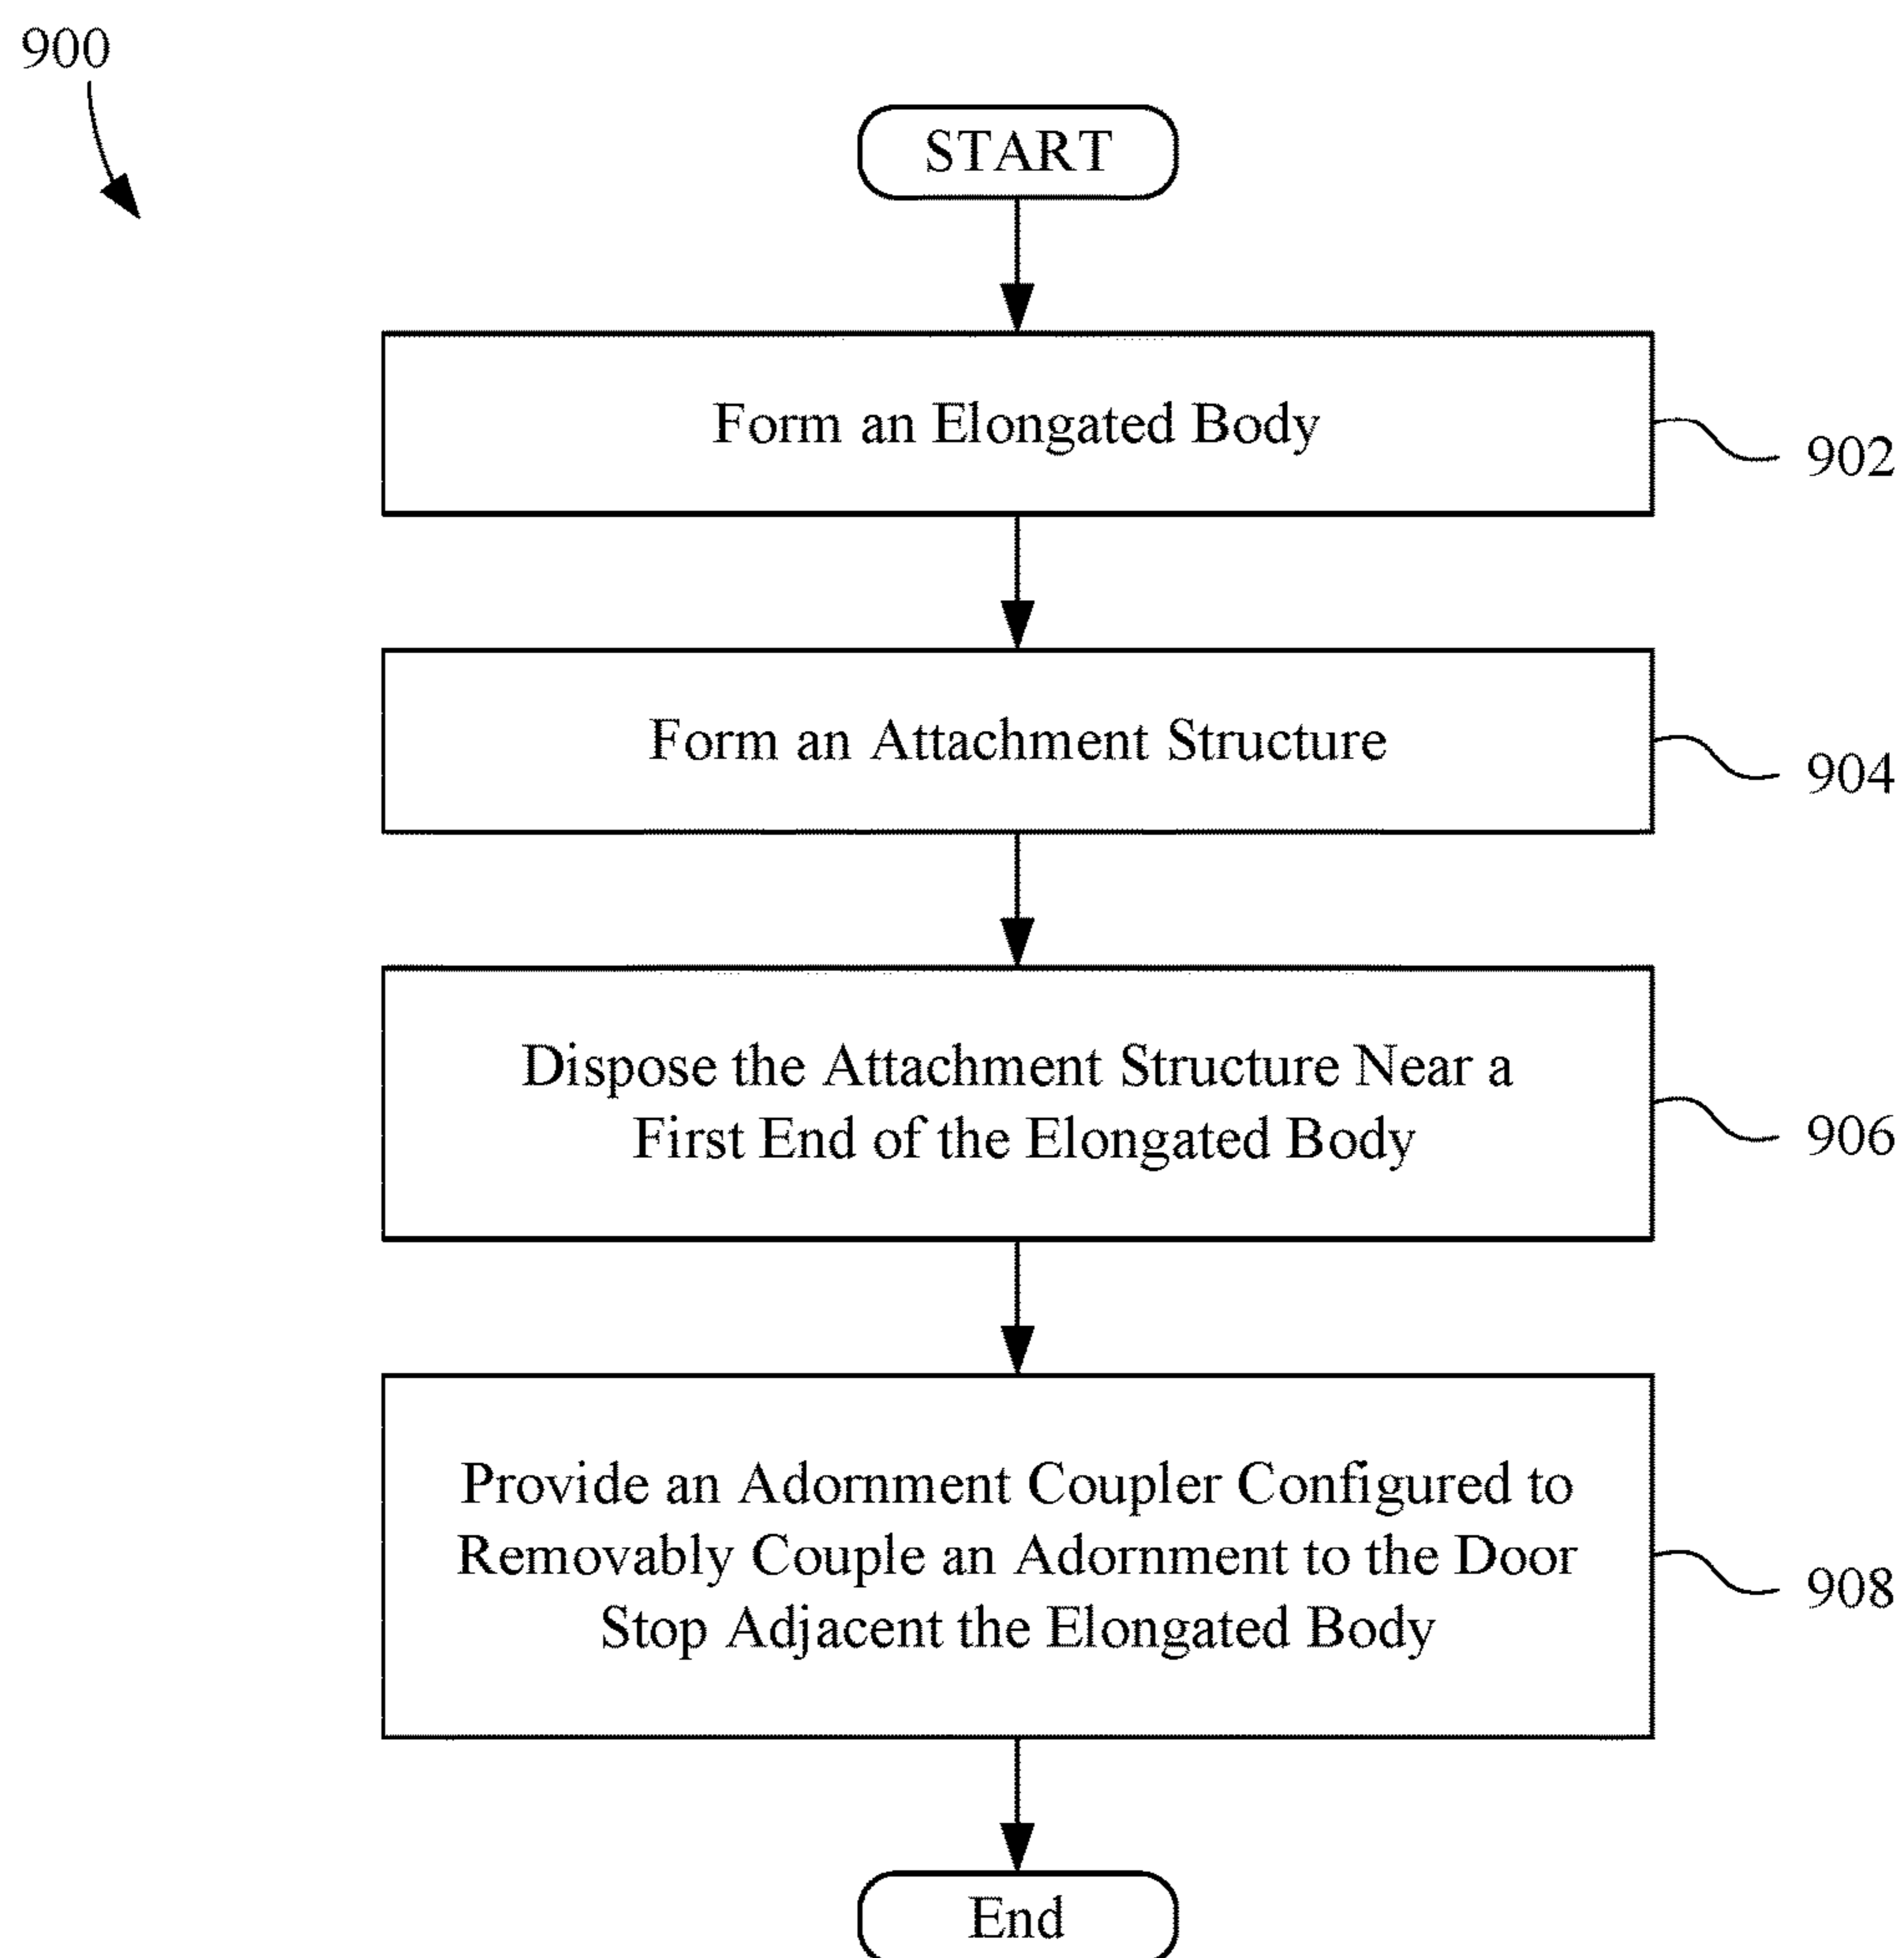 900
START
Form an Elongated Body
902
Form an Attachment Structure
904
Dispose the Attachment Structure Near a
First End of the Elongated Body
906
Provide an Adornment Coupler Configured to
Removably Couple an Adornment to the Door
Stop Adjacent the Elongated Body
908
End